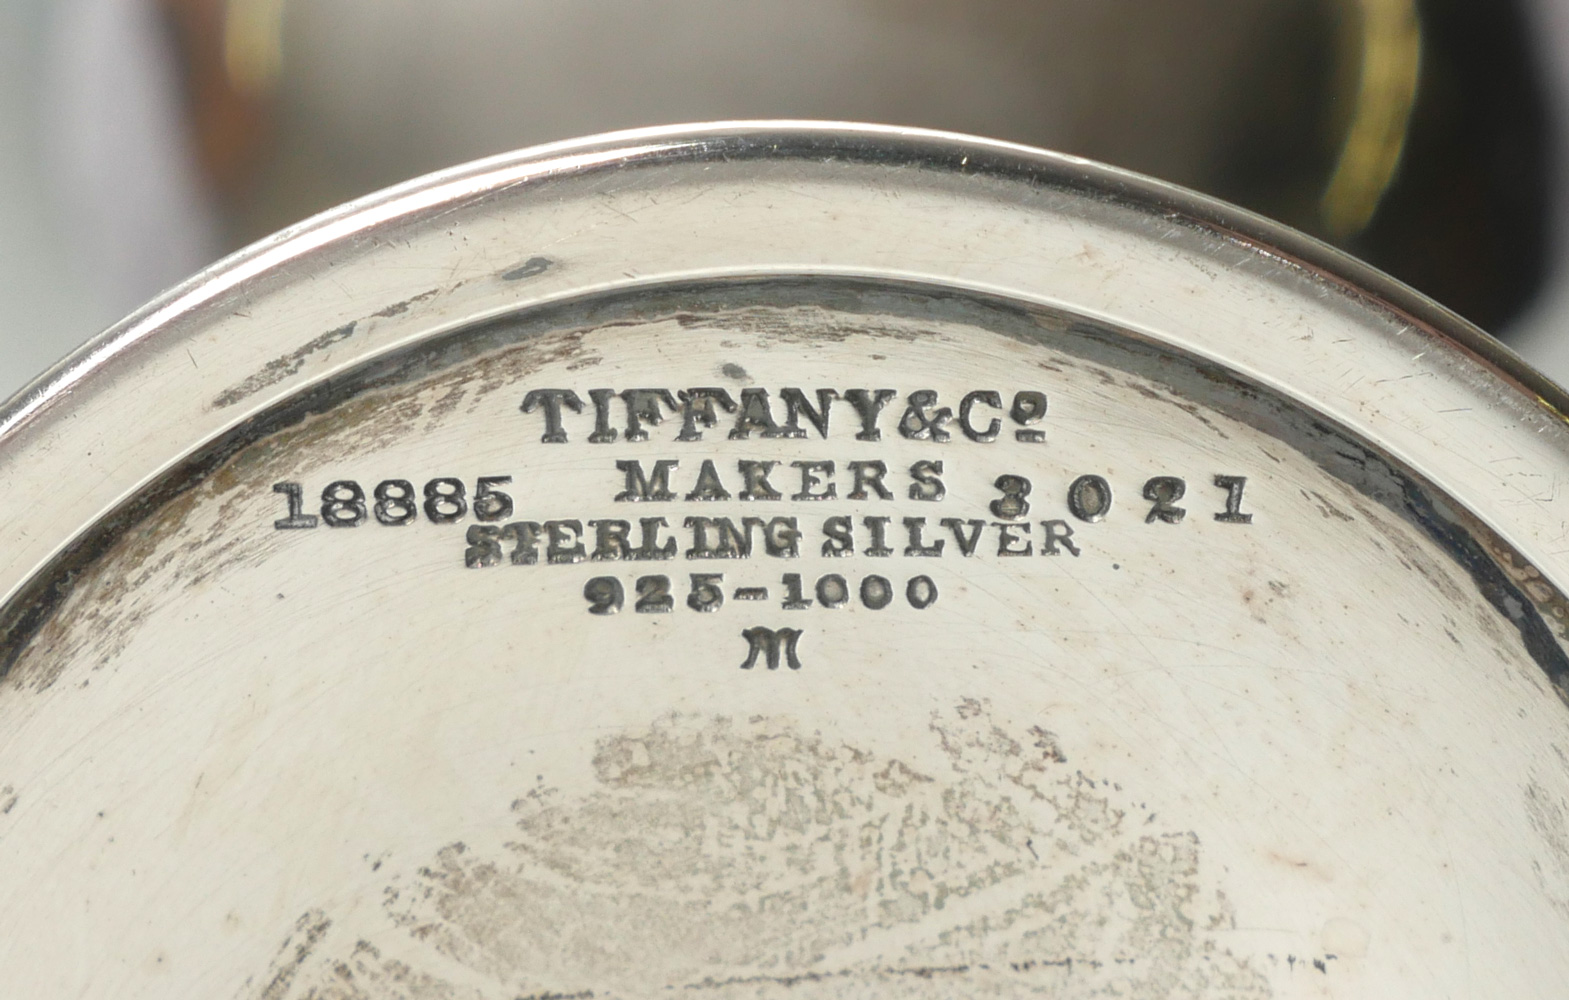 TIFFANY & Cº
18885 MAKERS 3021
STERLING SILVER
925-1000
M